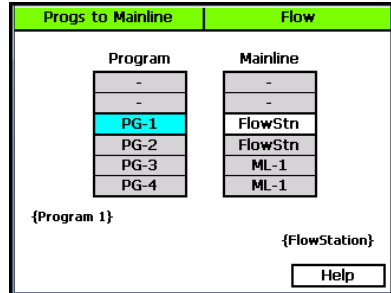 Progs to Mainline Flow
Program Mainline
- -
- -
PG-1 FlowStn
PG-2 FlowStn
PG-3 ML-1
PG-4 ML-1
{Program 1}
{FlowStation}
Help